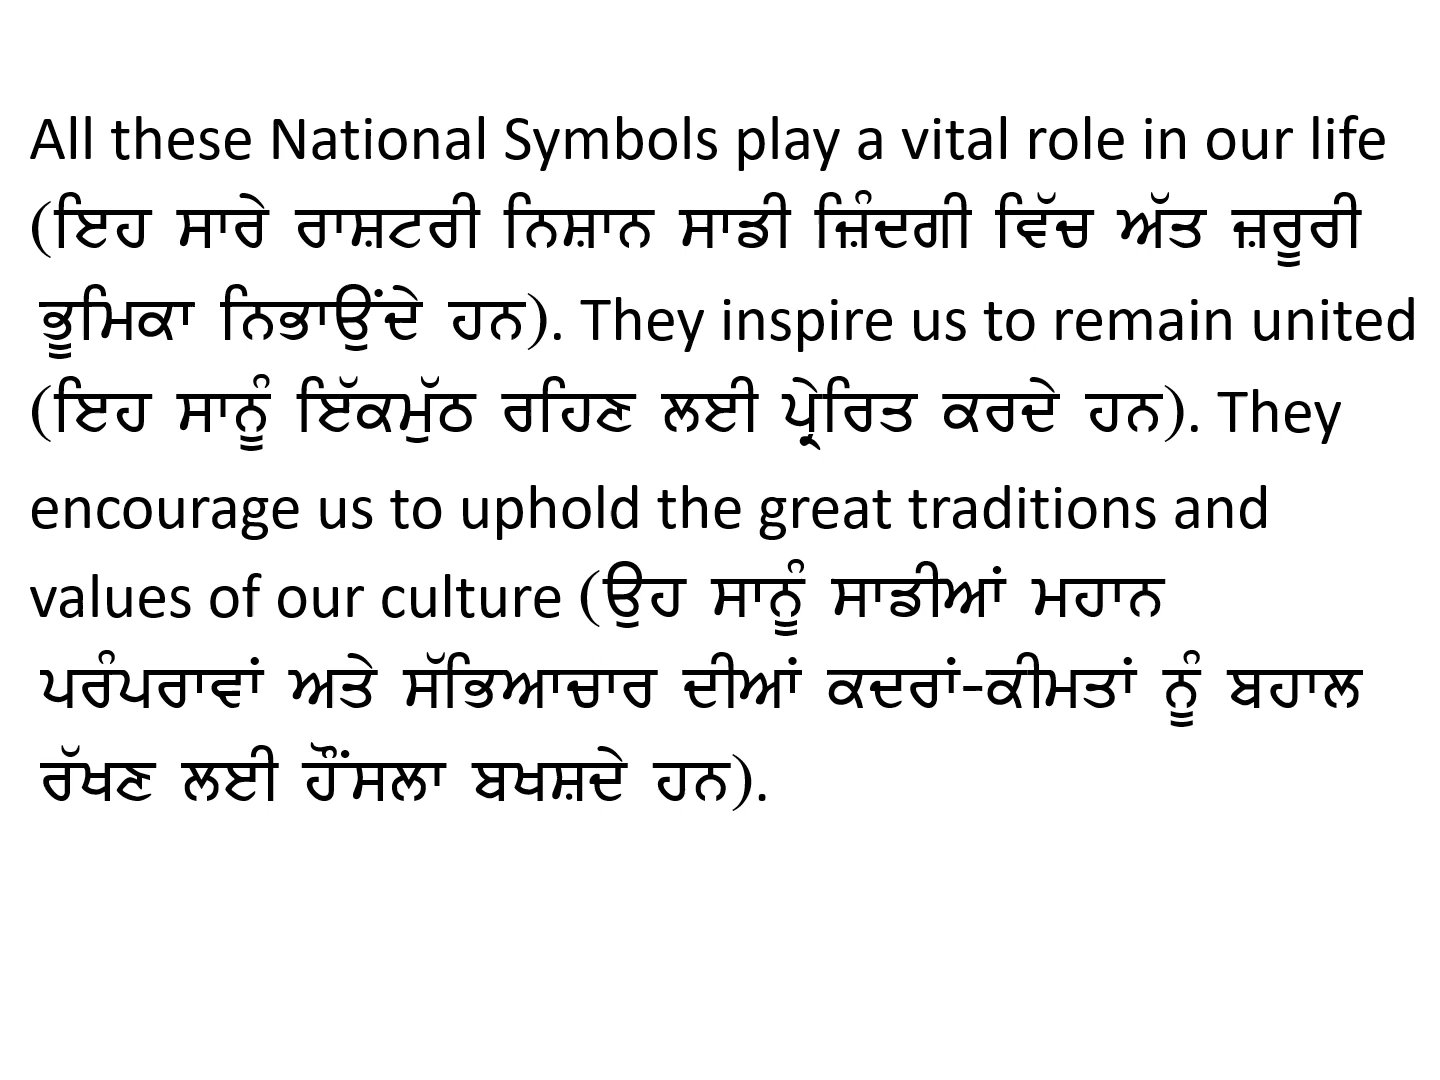 All these National Symbols play a vital role in our life
(ਇਹ ਸਾਰੇ ਰਾਸ਼ਟਰੀ ਨਿਸ਼ਾਨ ਸਾਡੀ ਜ਼ਿੰਦਗੀ ਵਿੱਚ ਅੱਤ ਜ਼ਰੂਰੀ
ਭੂਮਿਕਾ ਨਿਭਾਉਂਦੇ ਹਨ). They inspire us to remain united
(ਇਹ ਸਾਨੂੰ ਇੱਕਮੁੱਠ ਰਹਿਣ ਲਈ ਪ੍ਰੇਰਿਤ ਕਰਦੇ ਹਨ). They
encourage us to uphold the great traditions and
values of our culture (ਉਹ ਸਾਨੂੰ ਸਾਡੀਆਂ ਮਹਾਨ
ਪਰੰਪਰਾਵਾਂ ਅਤੇ ਸੱਭਿਆਚਾਰ ਦੀਆਂ ਕਦਰਾਂ-ਕੀਮਤਾਂ ਨੂੰ ਬਹਾਲ
ਰੱਖਣ ਲਈ ਹੌਂਸਲਾ ਬਖਸ਼ਦੇ ਹਨ).